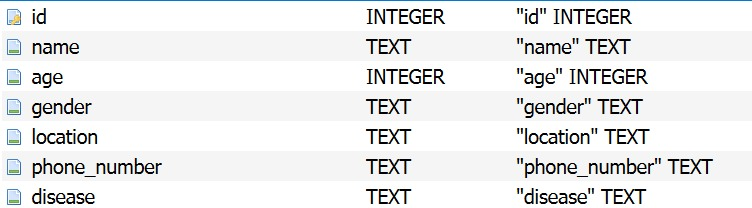 id INTEGER "id" INTEGER
name TEXT "name" TEXT
age INTEGER "age" INTEGER
gender TEXT "gender" TEXT
location TEXT "location" TEXT
phone_number TEXT "phone_number" TEXT
disease TEXT "disease" TEXT